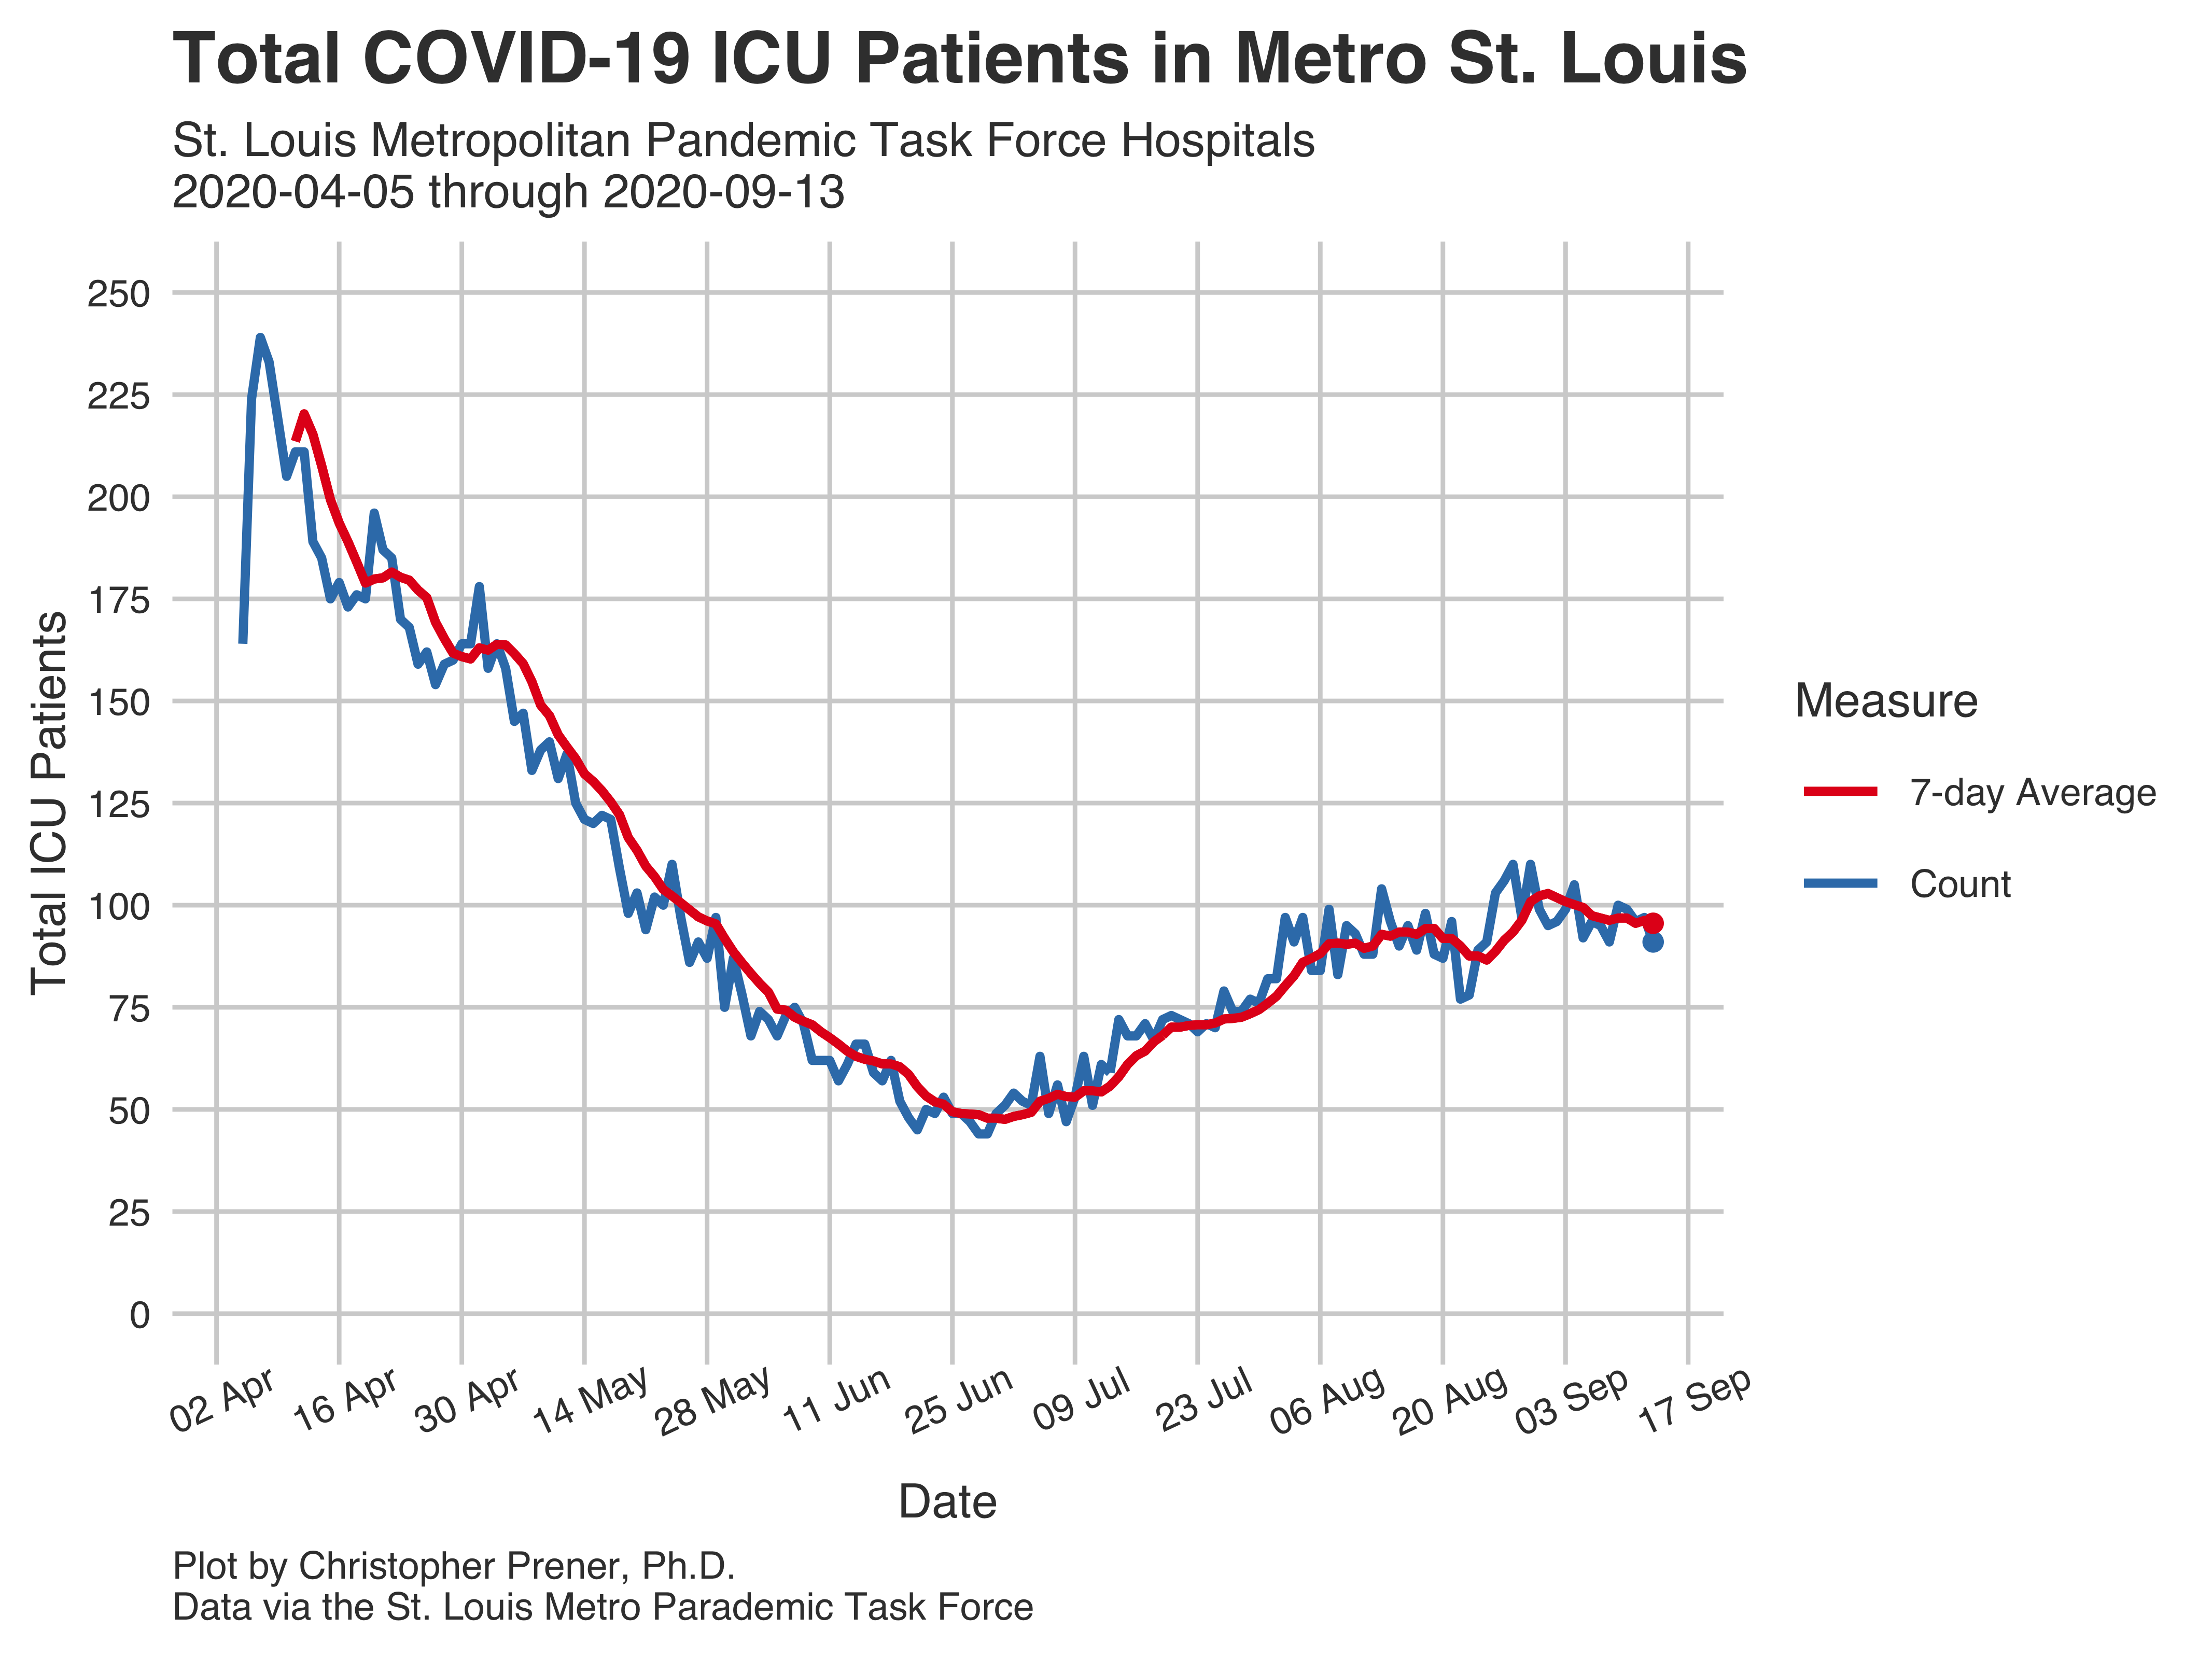 Total COVID-19 ICU Patients in Metro St. Louis
St. Louis Metropolitan Pandemic Task Force Hospitals
2020-04-05 through 2020-09-13
250
225
200
175
150
125
100
75
50
25
0
Total ICU Patients
02 Apr
16 Apr
30 Apr
14 May
28 May
11 Jun
25 Jun
09 Jul
23 Jul
06 Aug
20 Aug
03 Sep
17 Sep
Date
Measure
7-day Average
Count
Plot by Christopher Prener, Ph.D.
Data via the St. Louis Metro Parademic Task Force